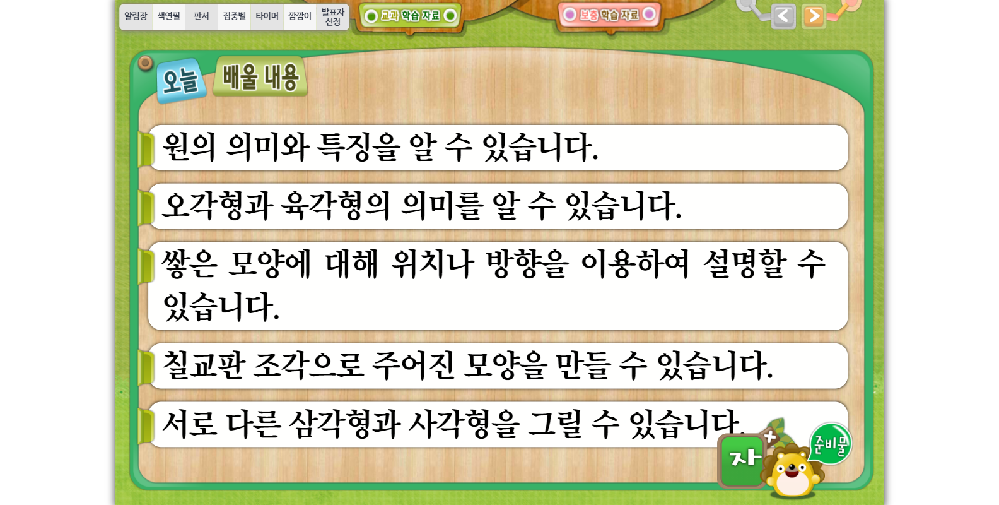 알림장 색연필 판서 집중벨 타이머 깜깜이 발표자 선정
교과 학습 자료
보충 학습 자료
오늘 배울 내용
원의 의미와 특징을 알 수 있습니다.
오각형과 육각형의 의미를 알 수 있습니다.
쌓은 모양에 대해 위치나 방향을 이용하여 설명할 수
있습니다.
칠교판 조각으로 주어진 모양을 만들 수 있습니다.
서로 다른 삼각형과 사각형을 그릴 수 있습니다.
자
준비물